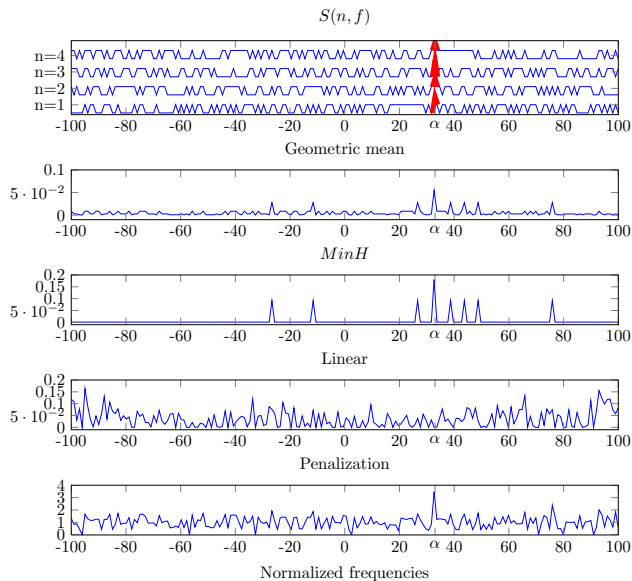 S(n, f)
n=4
n=3
n=2
n=1
-100 -80 -60 -40 -20 0 20 α 40 60 80 100
Geometric mean
0.1
5 · 10⁻²
0
-100 -80 -60 -40 -20 0 20 α 40 60 80 100
MinH
0.2
0.15
0.1
5 · 10⁻²
0
-100 -80 -60 -40 -20 0 20 α 40 60 80 100
Linear
0.2
0.15
0.1
5 · 10⁻²
0
-100 -80 -60 -40 -20 0 20 α 40 60 80 100
Penalization
4
3
2
1
0
-100 -80 -60 -40 -20 0 20 α 40 60 80 100
Normalized frequencies